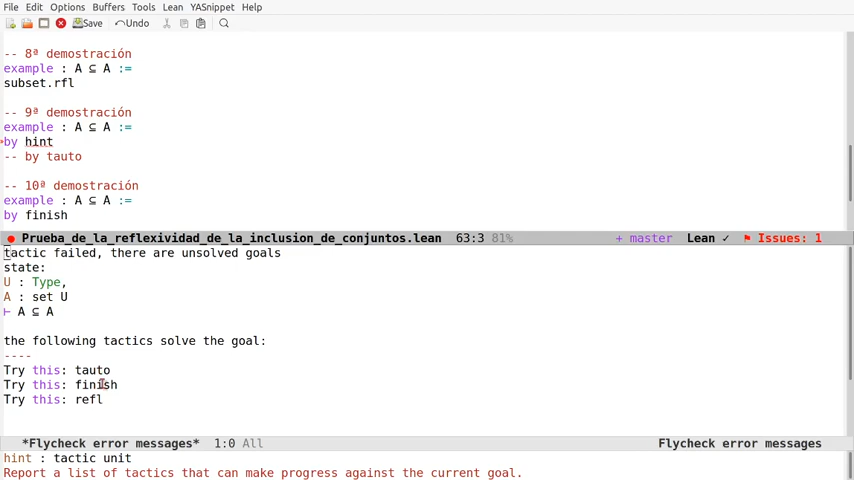 File Edit Options Buffers Tools Lean YASnippet Help
Save Undo
-- 8ª demostración
example : A ⊆ A :=
subset.rfl
-- 9ª demostración
example : A ⊆ A :=
by hint
-- by tauto
-- 10ª demostración
example : A ⊆ A :=
by finish
Prueba_de_la_reflexividad_de_la_inclusion_de_conjuntos.lean 63:3 81% + master Lean ✓ Issues: 1
tactic failed, there are unsolved goals
state:
U : Type,
A : set U
⊢ A ⊆ A
the following tactics solve the goal:
----
Try this: tauto
Try this: finish
Try this: refl
*Flycheck error messages* 1:0 All Flycheck error messages
hint : tactic unit
Report a list of tactics that can make progress against the current goal.